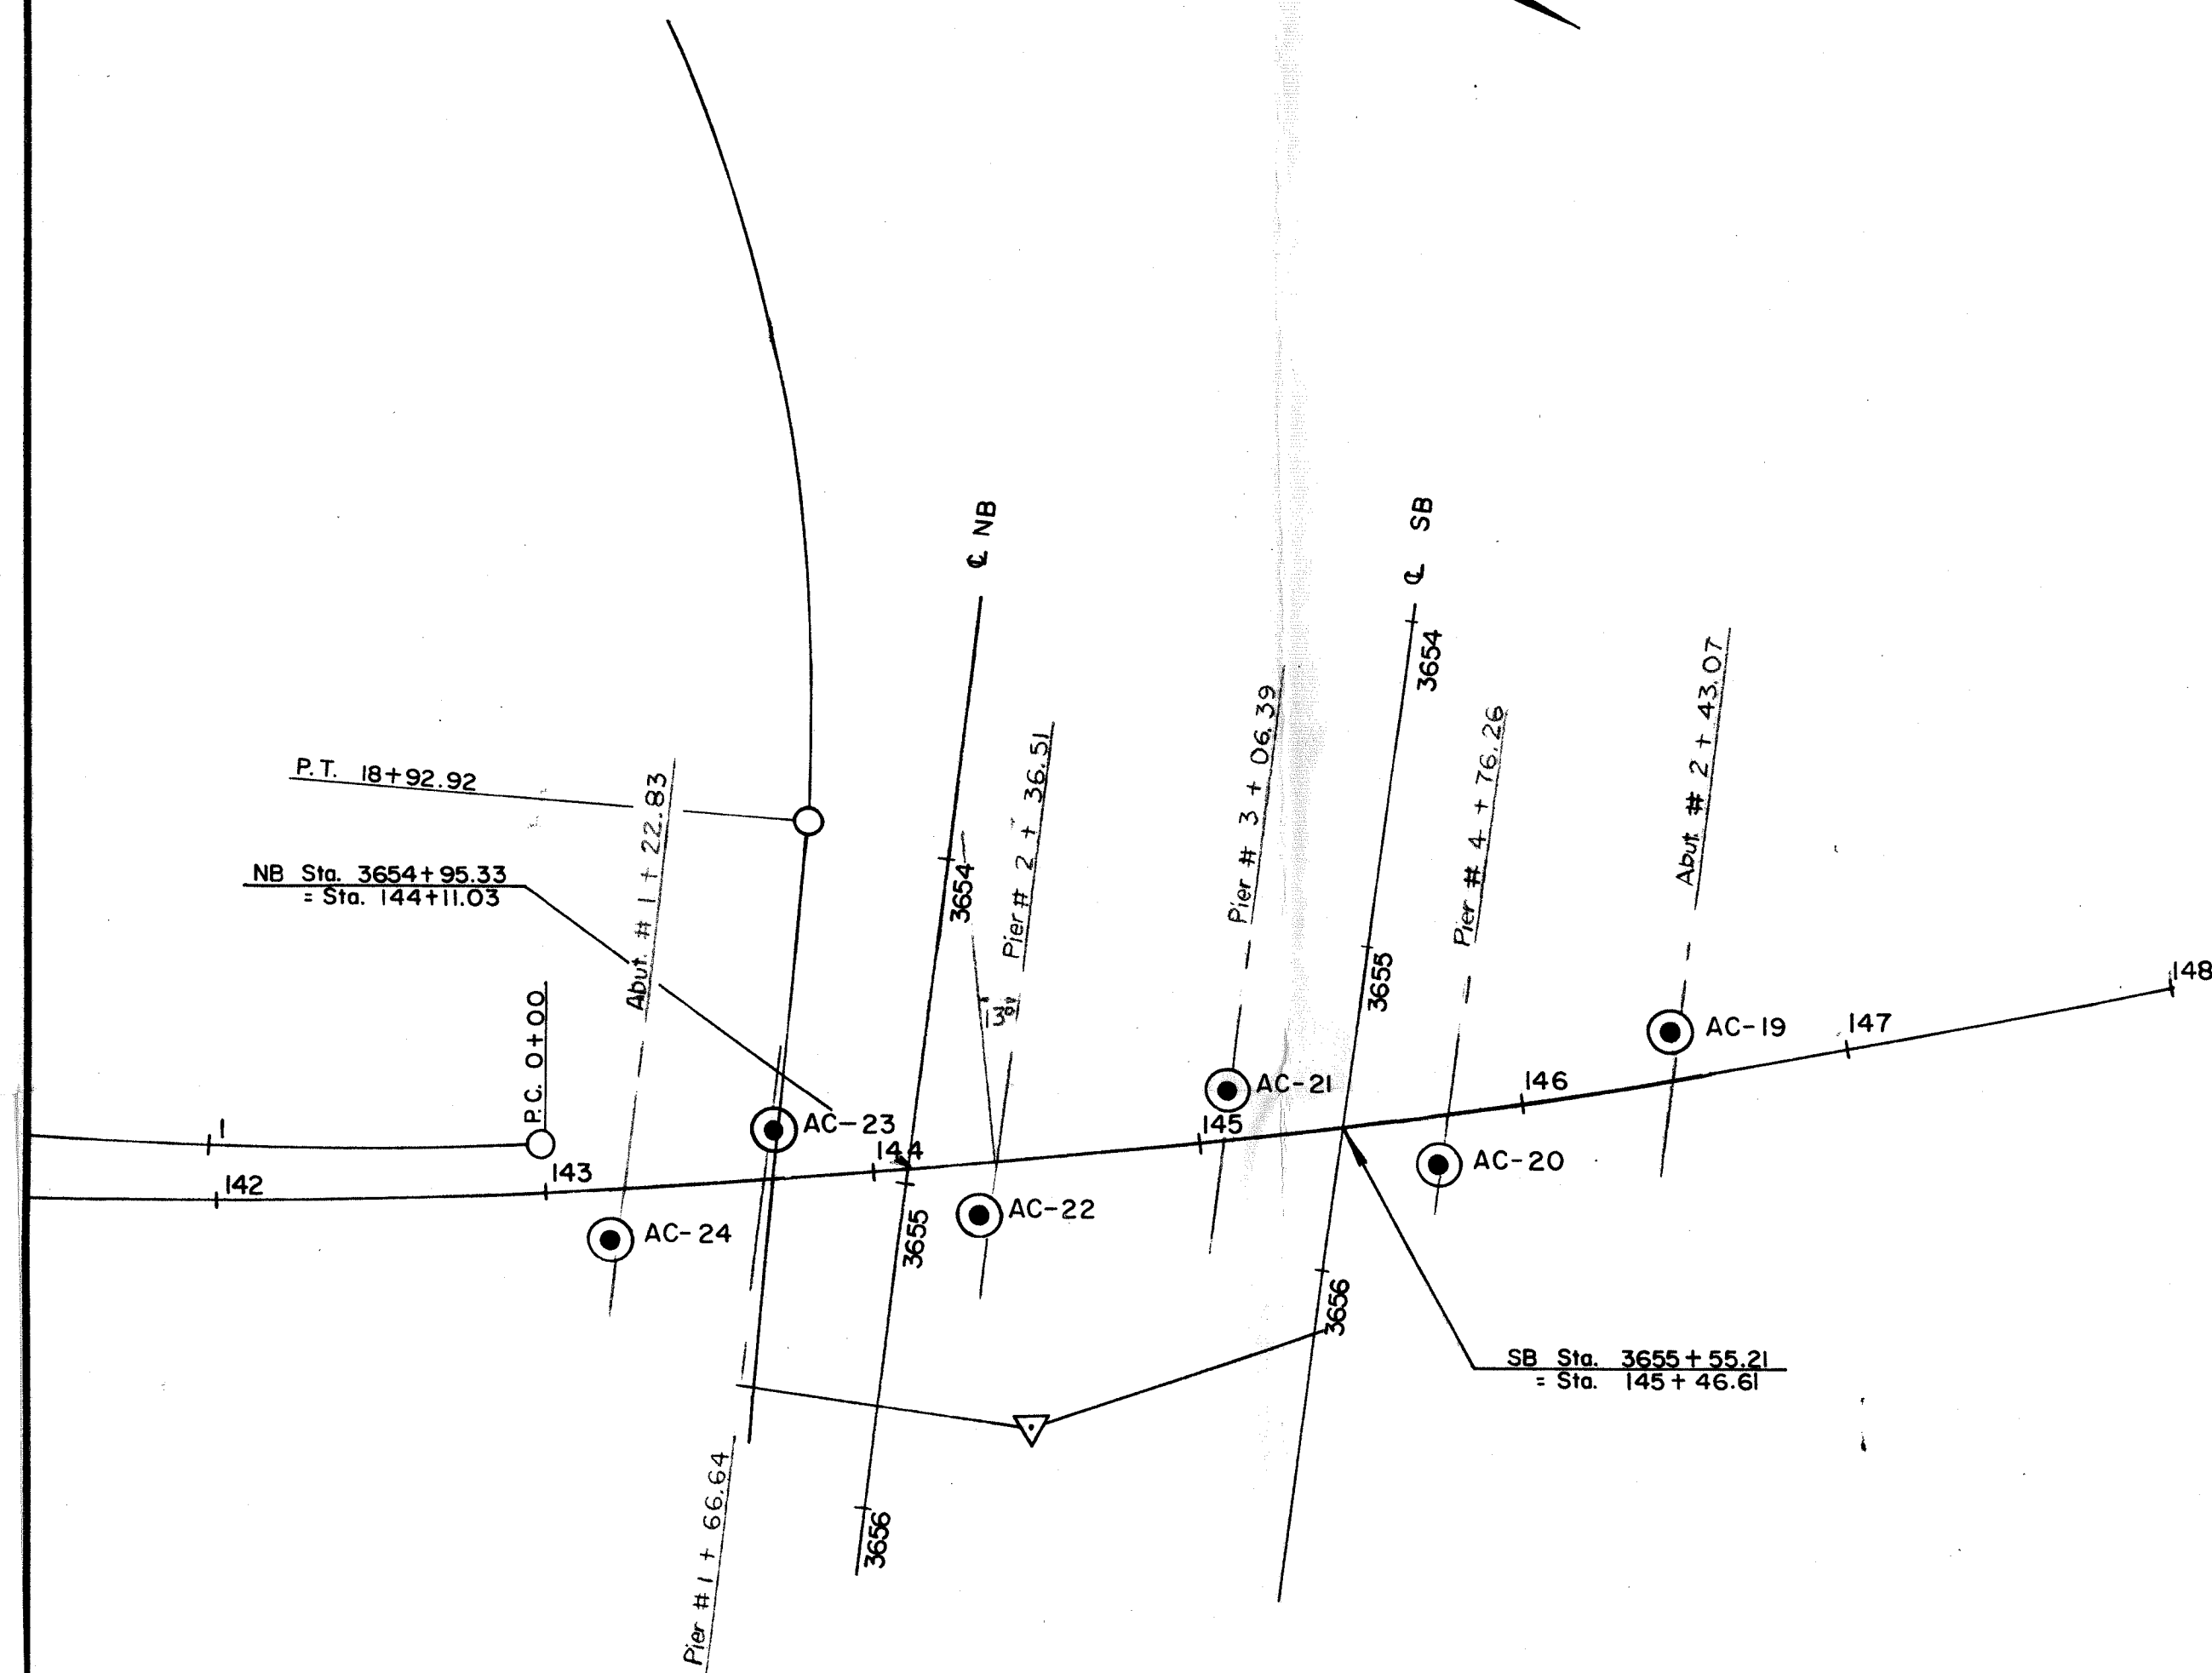 ℄ NB
℄ SB
3654
P.T. 18+92.92
Abut. # 1 + 22.83
Pier # 2 + 36.51
Pier # 3 + 06.39
Pier # 4 + 76.26
Abut # 2 + 43.07
NB Sta. 3654+95.33
= Sta. 144+11.03
3654
3655
13°
P.C. 0+00
148
AC-19
147
AC-21
146
AC-23
1
145
144
AC-20
143
142
AC-22
AC-24
3655
3656
SB Sta. 3655+55.21
= Sta. 145+46.61
3656
Pier # 1 + 66.64